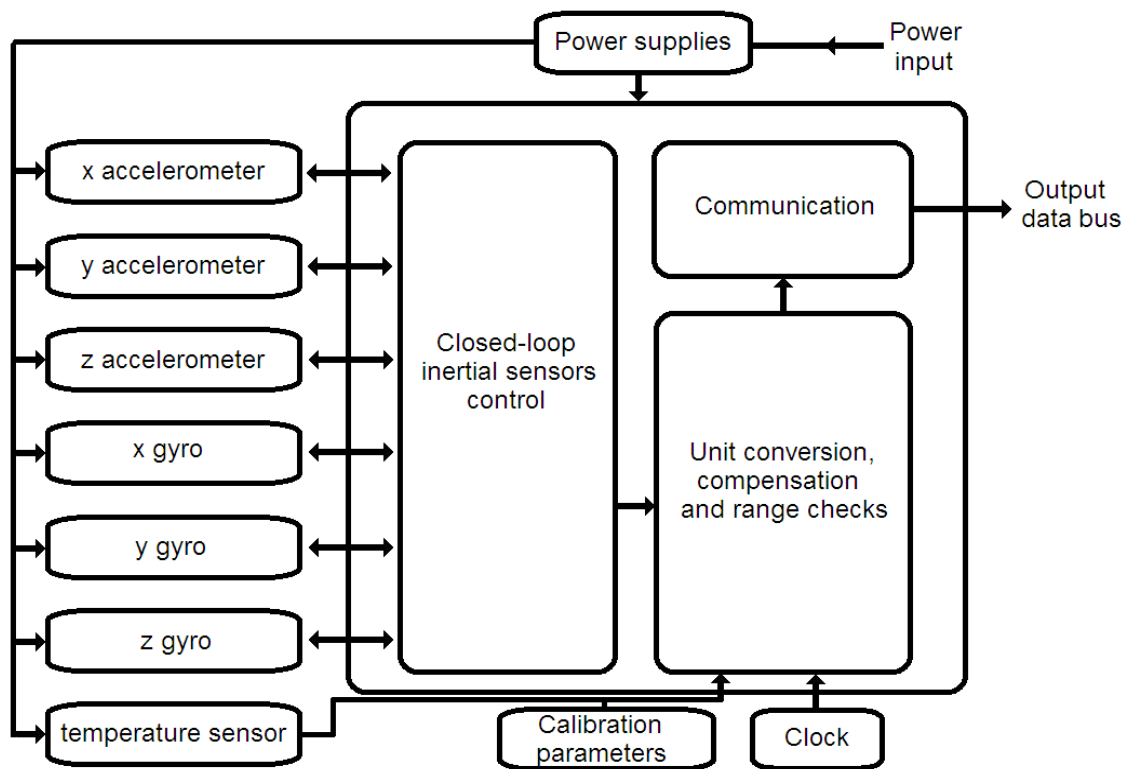 Power supplies
Power
input
x accelerometer
y accelerometer
z accelerometer
x gyro
y gyro
z gyro
temperature sensor
Closed-loop
inertial sensors
control
Communication
Output
data bus
Unit conversion,
compensation
and range checks
Calibration
parameters
Clock